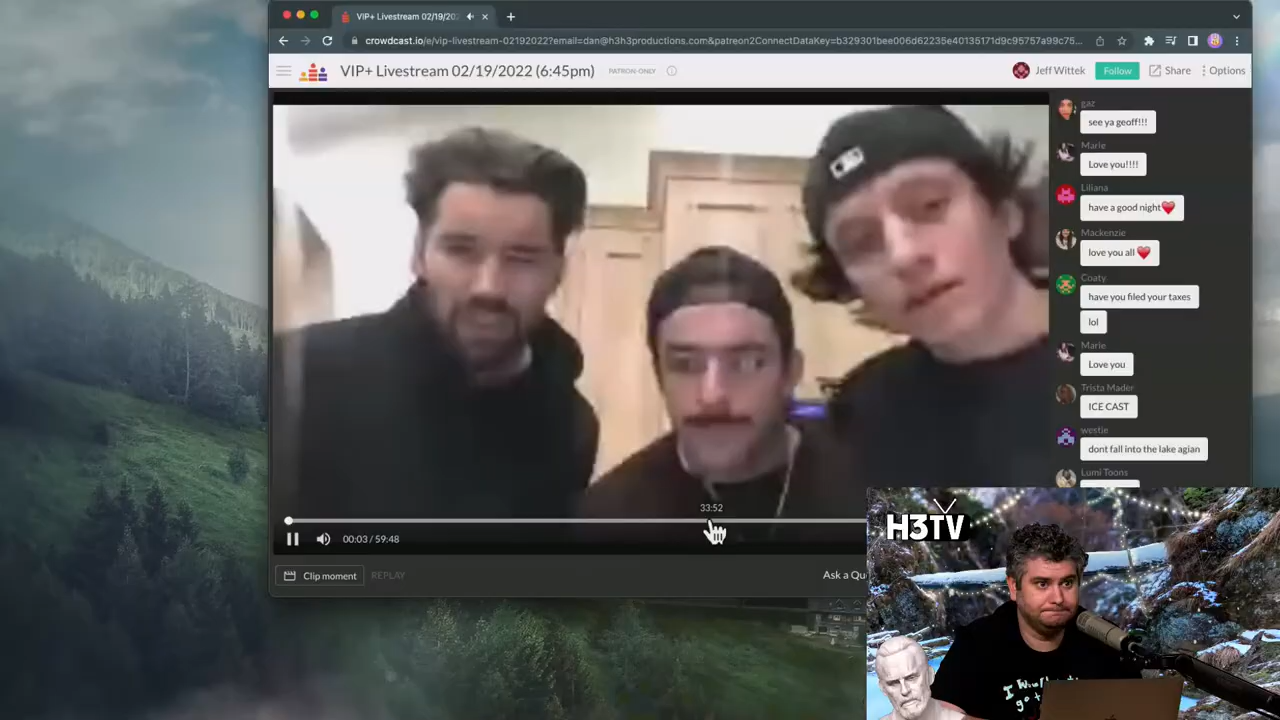 VIP+ Livestream 02/19/202
crowdcast.io/e/vip-livestream-02192022?email=dan@h3h3productions.com&patreon2ConnectDataKey=b329301bee006d62235e40135171d9c95757a99c75...
VIP+ Livestream 02/19/2022 (6:45pm)
PATRON-ONLY
Jeff Wittek
Follow
Share
Options
gaz
see ya geoff!!!
Marie
Love you!!!!
Liliana
have a good night❤️
Mackenzie
love you all ❤️
Coaty
have you filed your taxes
lol
Marie
Love you
Trista Mader
ICE CAST
westie
dont fall into the lake agian
Lumi Toons
33:52
00:03 / 59:48
Clip moment
REPLAY
Ask a Qu
H3TV